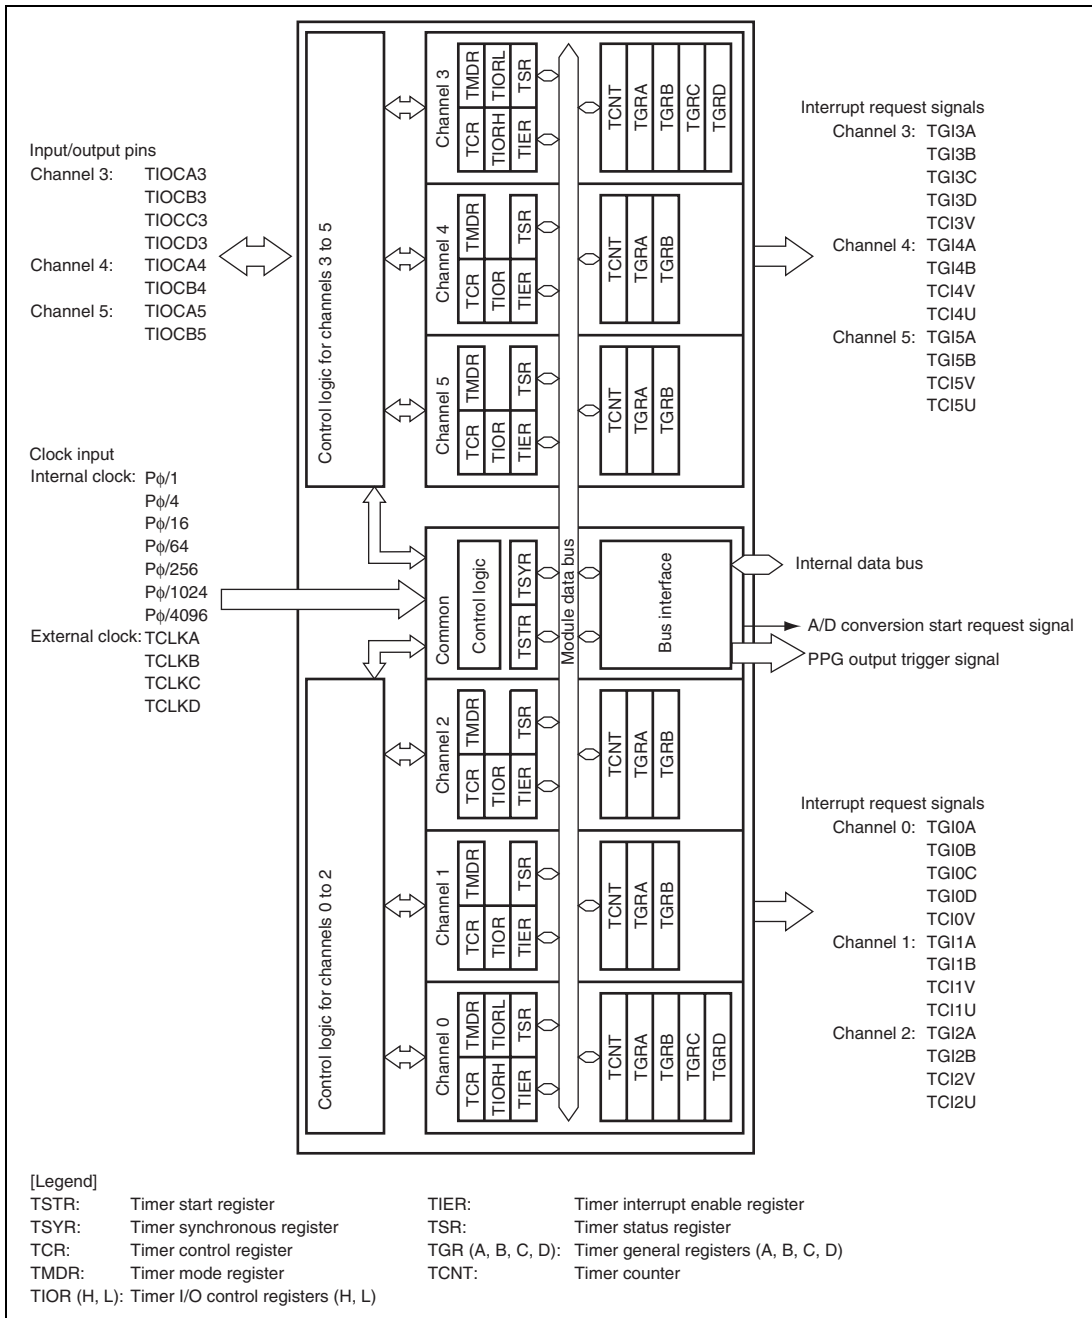 Input/output pins
Channel 3: TIOCA3
TIOCB3
TIOCC3
TIOCD3
Channel 4: TIOCA4
TIOCB4
Channel 5: TIOCA5
TIOCB5
Clock input
Internal clock: Pϕ/1
Pϕ/4
Pϕ/16
Pϕ/64
Pϕ/256
Pϕ/1024
Pϕ/4096
External clock: TCLKA
TCLKB
TCLKC
TCLKD
Control logic for channels 3 to 5
Channel 3
TCR TMDR
TIORH TIORL
TIER TSR
TCNT
TGRA
TGRB
TGRC
TGRD
Channel 4
TCR TMDR
TIOR
TIER TSR
TCNT
TGRA
TGRB
Channel 5
TCR TMDR
TIOR
TIER TSR
TCNT
TGRA
TGRB
Common
Control logic
TSTR TSYR
Module data bus
Bus interface
Control logic for channels 0 to 2
Channel 2
TCR TMDR
TIOR
TIER TSR
TCNT
TGRA
TGRB
Channel 1
TCR TMDR
TIOR
TIER TSR
TCNT
TGRA
TGRB
Channel 0
TCR TMDR
TIORH TIORL
TIER TSR
TCNT
TGRA
TGRB
TGRC
TGRD
Interrupt request signals
Channel 3: TGI3A
TGI3B
TGI3C
TGI3D
TCI3V
Channel 4: TGI4A
TGI4B
TCI4V
TCI4U
Channel 5: TGI5A
TGI5B
TCI5V
TCI5U
Internal data bus
A/D conversion start request signal
PPG output trigger signal
Interrupt request signals
Channel 0: TGI0A
TGI0B
TGI0C
TGI0D
TCI0V
Channel 1: TGI1A
TGI1B
TCI1V
TCI1U
Channel 2: TGI2A
TGI2B
TCI2V
TCI2U
[Legend]
TSTR: Timer start register
TSYR: Timer synchronous register
TCR: Timer control register
TMDR: Timer mode register
TIOR (H, L): Timer I/O control registers (H, L)
TIER: Timer interrupt enable register
TSR: Timer status register
TGR (A, B, C, D): Timer general registers (A, B, C, D)
TCNT: Timer counter